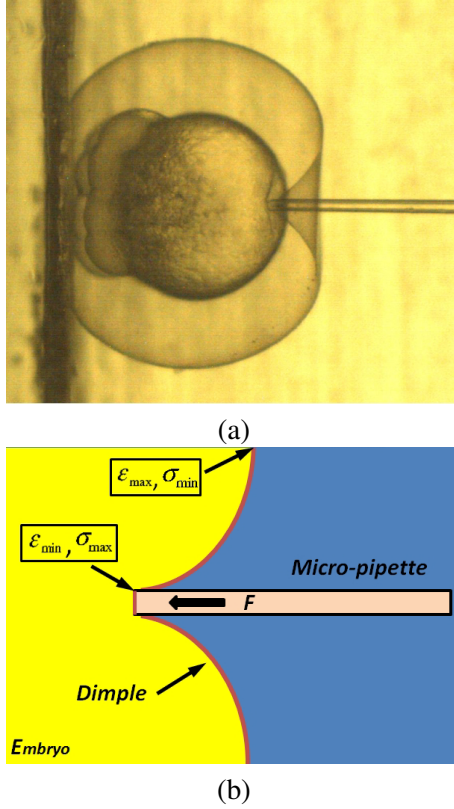 (a)
εmax, σmin
εmin, σmax
Micro-pipette
F
Dimple
Embryo
(b)